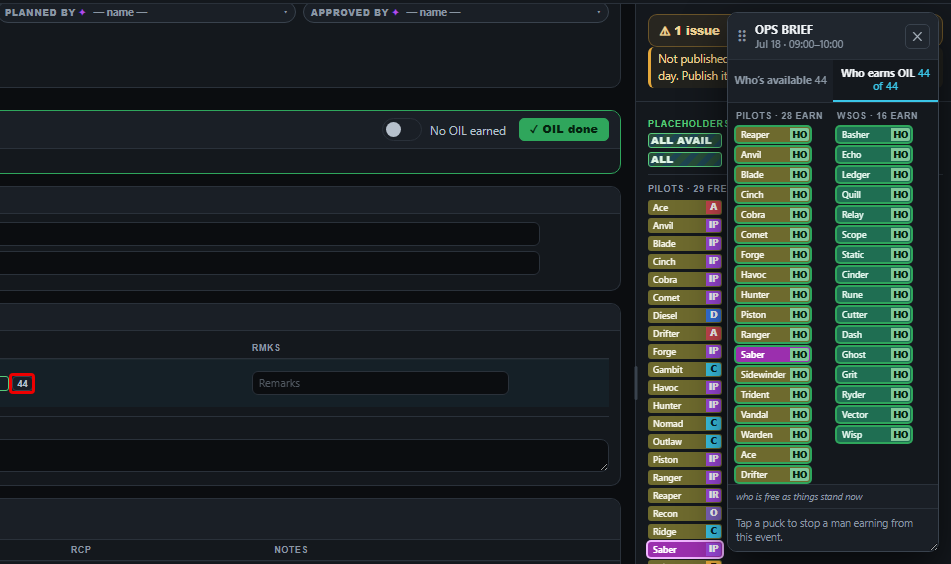 PLANNED BY ✦ — name —
APPROVED BY ✦ — name —
⚠ 1 issue
Not published
day. Publish it
OPS BRIEF
Jul 18 · 09:00–10:00
Who's available 44
Who earns OIL 44
of 44
No OIL earned
✓ OIL done
PLACEHOLDERS
ALL AVAIL
ALL
PILOTS · 29 FRE
Ace A
Anvil IP
Blade IP
Cinch IP
Cobra IP
Comet IP
Diesel D
Drifter A
Forge IP
Gambit C
Havoc IP
Hunter IP
Nomad C
Outlaw C
Piston IP
Ranger IP
Reaper IR
Recon O
Ridge C
Saber IP
PILOTS · 28 EARN
Reaper HO
Anvil HO
Blade HO
Cinch HO
Cobra HO
Comet HO
Forge HO
Havoc HO
Hunter HO
Piston HO
Ranger HO
Saber HO
Sidewinder HO
Trident HO
Vandal HO
Warden HO
Ace HO
Drifter HO
WSOS · 16 EARN
Basher HO
Echo HO
Ledger HO
Quill HO
Relay HO
Scope HO
Static HO
Cinder HO
Rune HO
Cutter HO
Dash HO
Ghost HO
Grit HO
Ryder HO
Vector HO
Wisp HO
who is free as things stand now
Tap a puck to stop a man earning from
this event.
RMKS
44
Remarks
RCP
NOTES